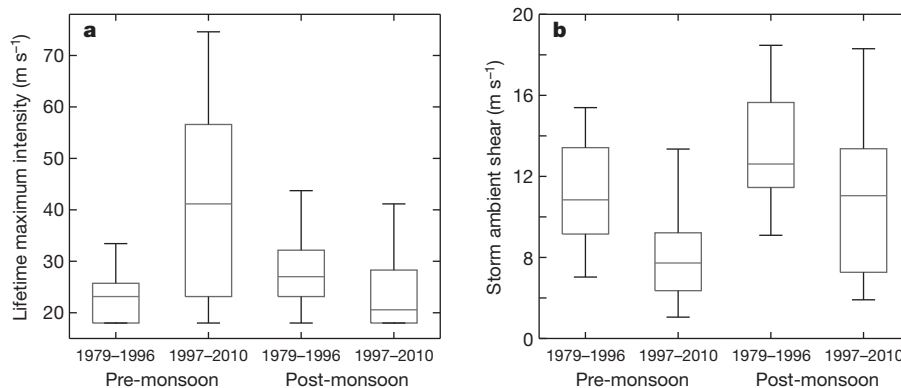 a
Lifetime maximum intensity (m s⁻¹)
70
60
50
40
30
20
1979–1996 1997–2010 1979–1996 1997–2010
Pre-monsoon Post-monsoon
b
Storm ambient shear (m s⁻¹)
20
16
12
8
0
1979–1996 1997–2010 1979–1996 1997–2010
Pre-monsoon Post-monsoon